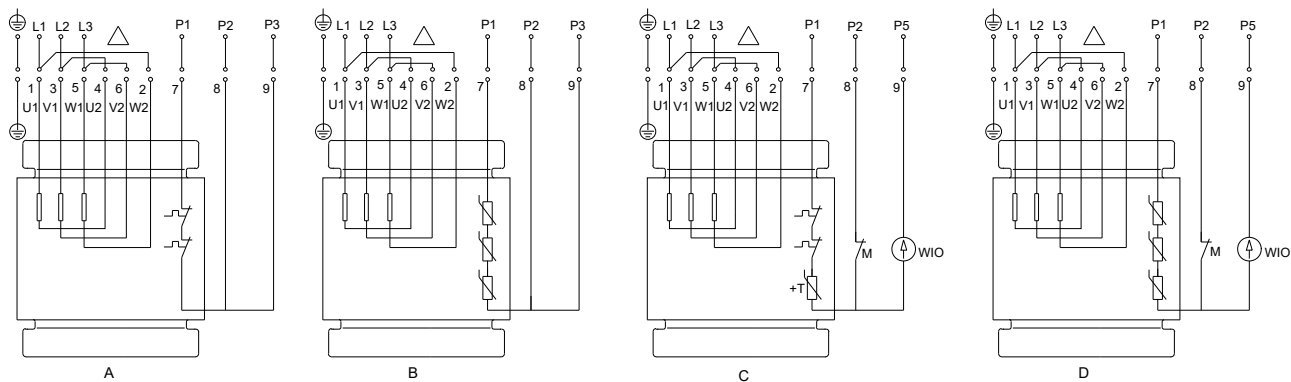 L1 L2 L3 P1 P2 P3
1 3 5 4 6 2 7 8 9
U1 V1 W1 U2 V2 W2
A
L1 L2 L3 P1 P2 P3
1 3 5 4 6 2 7 8 9
U1 V1 W1 U2 V2 W2
B
L1 L2 L3 P1 P2 P5
1 3 5 4 6 2 7 8 9
U1 V1 W1 U2 V2 W2
M WIO
+T
C
L1 L2 L3 P1 P2 P5
1 3 5 4 6 2 7 8 9
U1 V1 W1 U2 V2 W2
M WIO
D